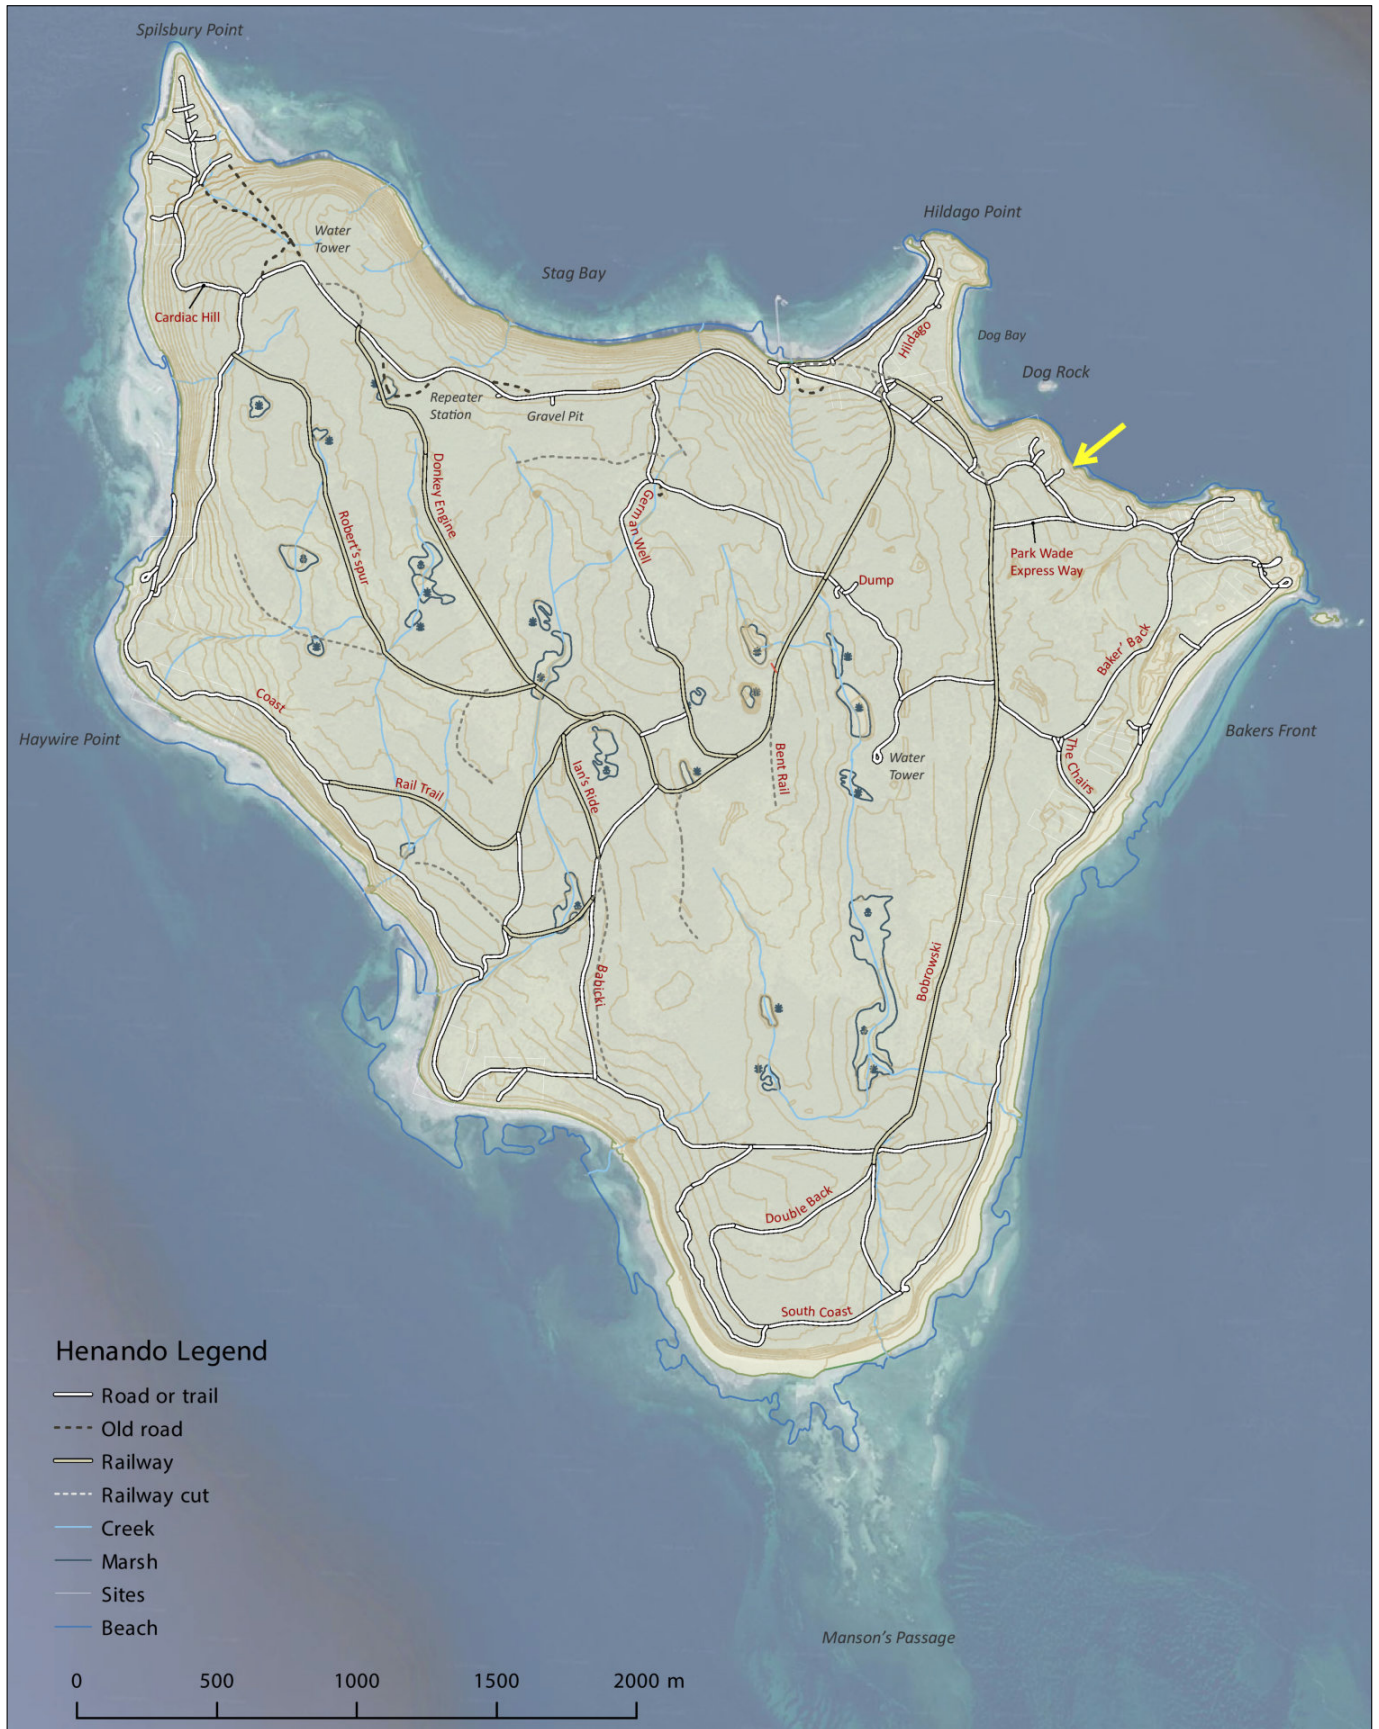 Spilsbury Point
Hildago Point
Water
Tower
Stag Bay
Cardiac Hill
Hildago
Dog Bay
Dog Rock
Repeater
Station
Gravel Pit
Donkey Engine
German Well
Robert's spur
Park Wade
Express Way
Dump
Baker' Back
Coast
Haywire Point
Bakers Front
Bent Rail
Water
Tower
The Chairs
Rail Trail
Ian's Ride
Babicki
Bobrowski
Double Back
South Coast
Henando Legend
Road or trail
Old road
Railway
Railway cut
Creek
Marsh
Sites
Beach
Manson's Passage
0 500 1000 1500 2000 m